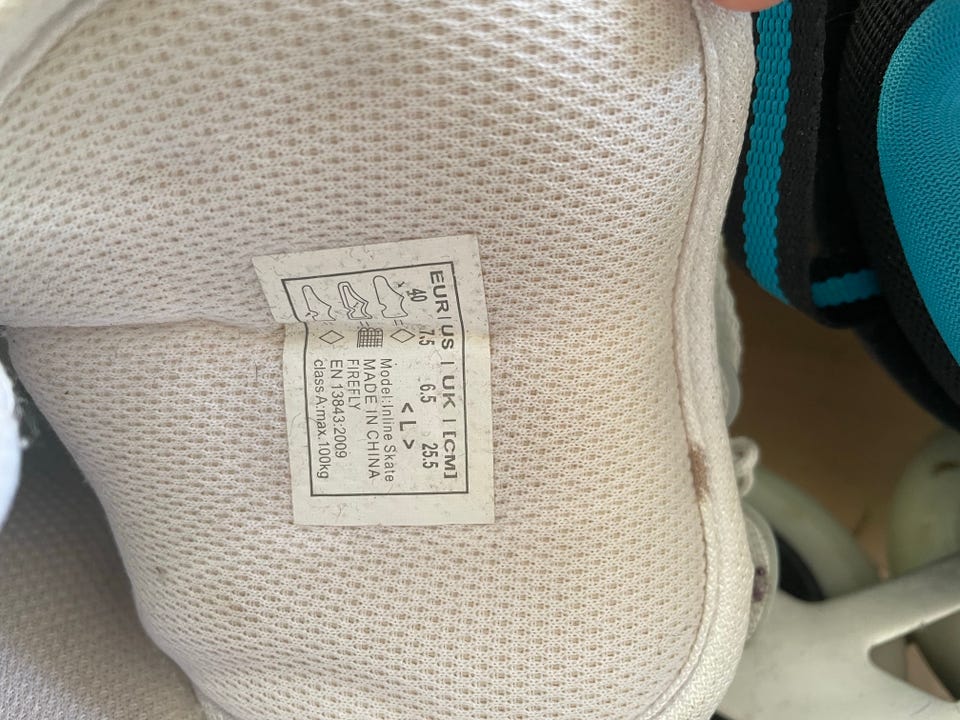 EUR | US | UK | [CM]
40 7.5 6.5 25.5
< L >
Model:Inline Skate
MADE IN CHINA
FIREFLY
EN 13843:2009
class A:max.100kg